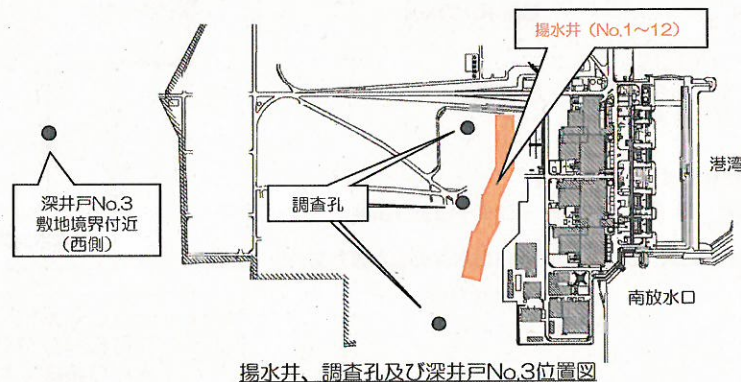 揚水井（No.1～12）
深井戸No.3
敷地境界付近
（西側）
調査孔
港湾
南放水口
揚水井、調査孔及び深井戸No.3位置図